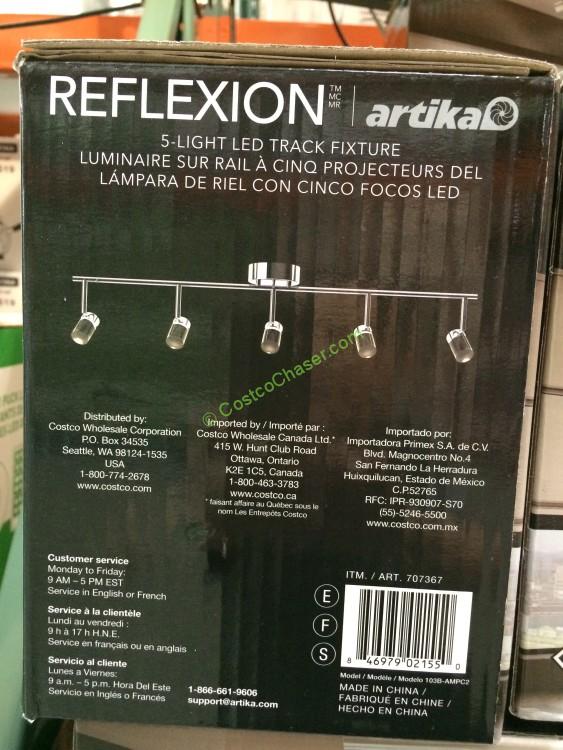 REFLEXION TM MC MR | artika
5-LIGHT LED TRACK FIXTURE
LUMINAIRE SUR RAIL À CINQ PROJECTEURS DEL
LÁMPARA DE RIEL CON CINCO FOCOS LED
© CostcoChaser.com
Distributed by:
Costco Wholesale Corporation
P.O. Box 34535
Seattle, WA 98124-1535
USA
1-800-774-2678
www.costco.com
Imported by / Importé par :
Costco Wholesale Canada Ltd.*
415 W. Hunt Club Road
Ottawa, Ontario
K2E 1C5, Canada
1-800-463-3783
www.costco.ca
* faisant affaire au Québec sous le
nom Les Entrepôts Costco
Importado por:
Importadora Primex S.A. de C.V.
Blvd. Magnocentro No.4
San Fernando La Herradura
Huixquilucan, Estado de México
C.P.52765
RFC: IPR-930907-S70
(55)-5246-5500
www.costco.com.mx
Customer service
Monday to Friday:
9 AM – 5 PM EST
Service in English or French
Service à la clientèle
Lundi au vendredi :
9 h à 17 h H.N.E.
Service en français ou en anglais
Servicio al cliente
Lunes a Viernes:
9 a.m. – 5 p.m. Hora Del Este
Servicio en Inglés o Francés
1-866-661-9606
support@artika.com
E
F
S
ITM. / ART. 707367
8 46979 02155 0
Model / Modèle / Modelo 103B-AMPC2
MADE IN CHINA /
FABRIQUÉ EN CHINE /
HECHO EN CHINA